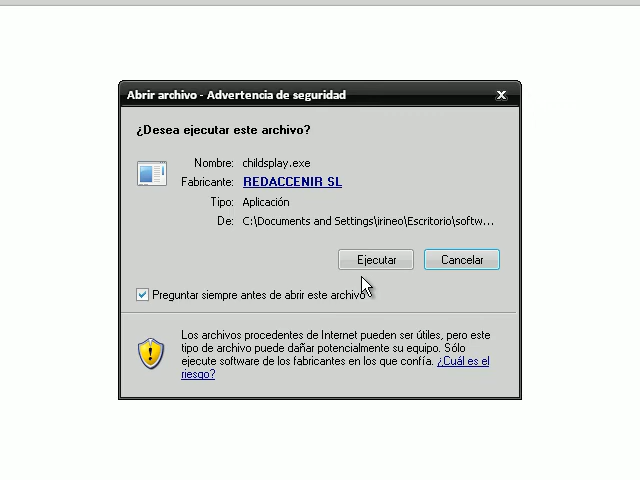 Abrir archivo - Advertencia de seguridad
¿Desea ejecutar este archivo?
Nombre: childsplay.exe
Fabricante: REDACCENIR SL
Tipo: Aplicación
De: C:\Documents and Settings\irineo\Escritorio\softw...
Ejecutar Cancelar
Preguntar siempre antes de abrir este archivo
Los archivos procedentes de Internet pueden ser útiles, pero este
tipo de archivo puede dañar potencialmente su equipo. Sólo
ejecute software de los fabricantes en los que confía. ¿Cuál es el
riesgo?